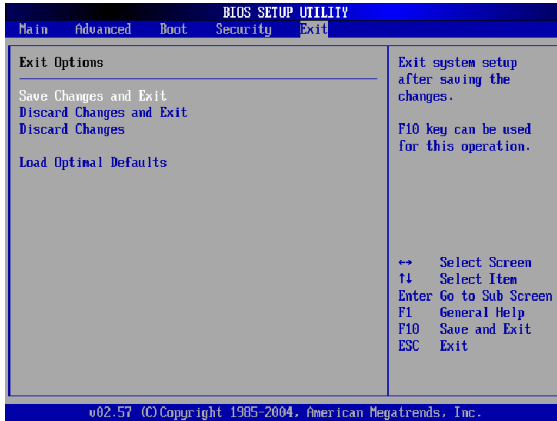 BIOS SETUP UTILITY
Main Advanced Boot Security Exit
Exit Options
Save Changes and Exit
Discard Changes and Exit
Discard Changes
Load Optimal Defaults
Exit system setup
after saving the
changes.
F10 key can be used
for this operation.
↔ Select Screen
↑↓ Select Item
Enter Go to Sub Screen
F1 General Help
F10 Save and Exit
ESC Exit
v02.57 (C)Copyright 1985-2004, American Megatrends, Inc.